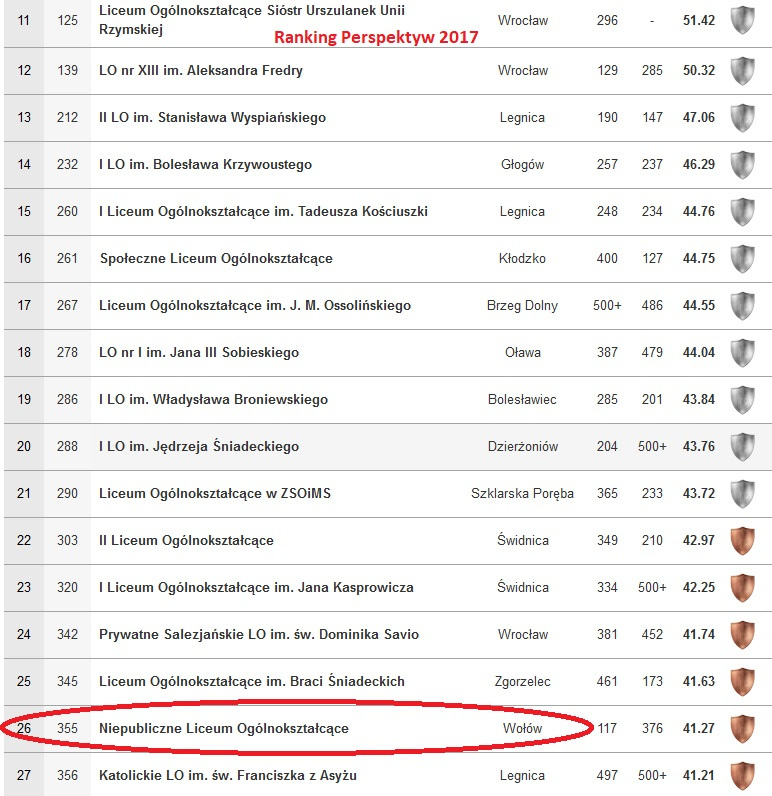 11 125 Liceum Ogólnokształcące Sióstr Urszulanek Unii Rzymskiej Wrocław 296 - 51.42
Ranking Perspektyw 2017
12 139 LO nr XIII im. Aleksandra Fredry Wrocław 129 285 50.32
13 212 II LO im. Stanisława Wyspiańskiego Legnica 190 147 47.06
14 232 I LO im. Bolesława Krzywoustego Głogów 257 237 46.29
15 260 I Liceum Ogólnokształcące im. Tadeusza Kościuszki Legnica 248 234 44.76
16 261 Społeczne Liceum Ogólnokształcące Kłodzko 400 127 44.75
17 267 Liceum Ogólnokształcące im. J. M. Ossolińskiego Brzeg Dolny 500+ 486 44.55
18 278 LO nr I im. Jana III Sobieskiego Oława 387 479 44.04
19 286 I LO im. Władysława Broniewskiego Bolesławiec 285 201 43.84
20 288 I LO im. Jędrzeja Śniadeckiego Dzierżoniów 204 500+ 43.76
21 290 Liceum Ogólnokształcące w ZSOiMS Szklarska Poręba 365 233 43.72
22 303 II Liceum Ogólnokształcące Świdnica 349 210 42.97
23 320 I Liceum Ogólnokształcące im. Jana Kasprowicza Świdnica 334 500+ 42.25
24 342 Prywatne Salezjańskie LO im. św. Dominika Savio Wrocław 381 452 41.74
25 345 Liceum Ogólnokształcące im. Braci Śniadeckich Zgorzelec 461 173 41.63
26 355 Niepubliczne Liceum Ogólnokształcące Wołów 117 376 41.27
27 356 Katolickie LO im. św. Franciszka z Asyżu Legnica 497 500+ 41.21